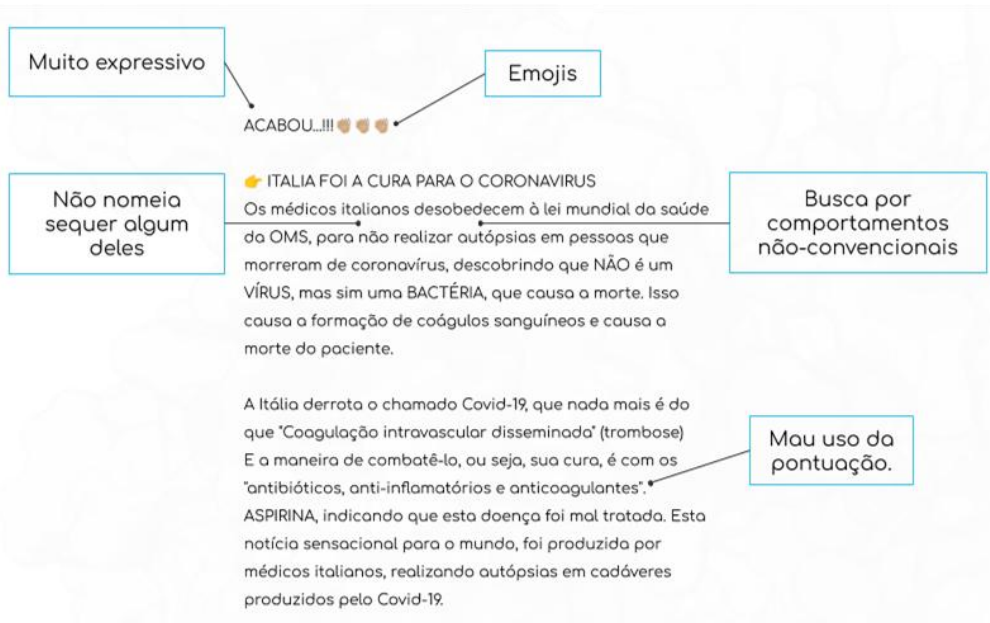 Muito expressivo
Emojis
ACABOU...!!! 👏🏼👏🏼👏🏼
Não nomeia
sequer algum
deles
👉 ITALIA FOI A CURA PARA O CORONAVIRUS
Os médicos italianos desobedecem à lei mundial da saúde
da OMS, para não realizar autópsias em pessoas que
morreram de coronavírus, descobrindo que NÃO é um
VÍRUS, mas sim uma BACTÉRIA, que causa a morte. Isso
causa a formação de coágulos sanguíneos e causa a
morte do paciente.
Busca por
comportamentos
não-convencionais
A Itália derrota o chamado Covid-19, que nada mais é do
que "Coagulação intravascular disseminada" (trombose)
E a maneira de combatê-lo, ou seja, sua cura, é com os
"antibióticos, anti-inflamatórios e anticoagulantes".
ASPIRINA, indicando que esta doença foi mal tratada. Esta
notícia sensacional para o mundo, foi produzida por
médicos italianos, realizando autópsias em cadáveres
produzidos pelo Covid-19.
Mau uso da
pontuação.